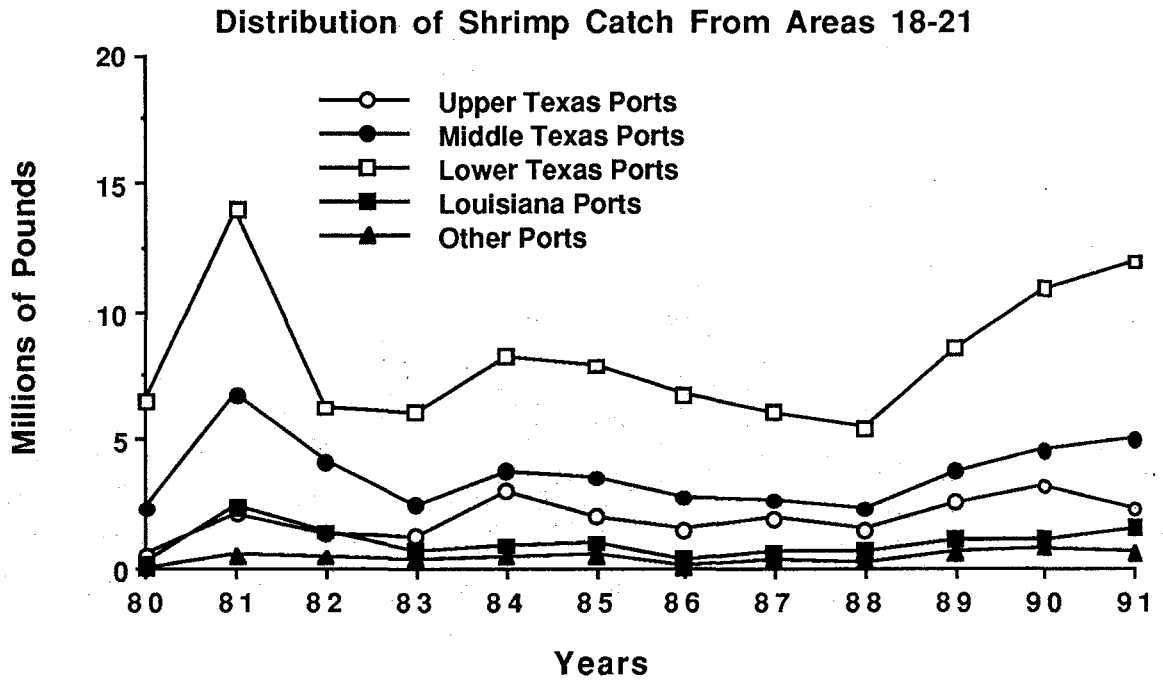 Distribution of Shrimp Catch From Areas 18-21
20
15
10
5
0
Millions of Pounds
Upper Texas Ports
Middle Texas Ports
Lower Texas Ports
Louisiana Ports
Other Ports
80 81 82 83 84 85 86 87 88 89 90 91
Years